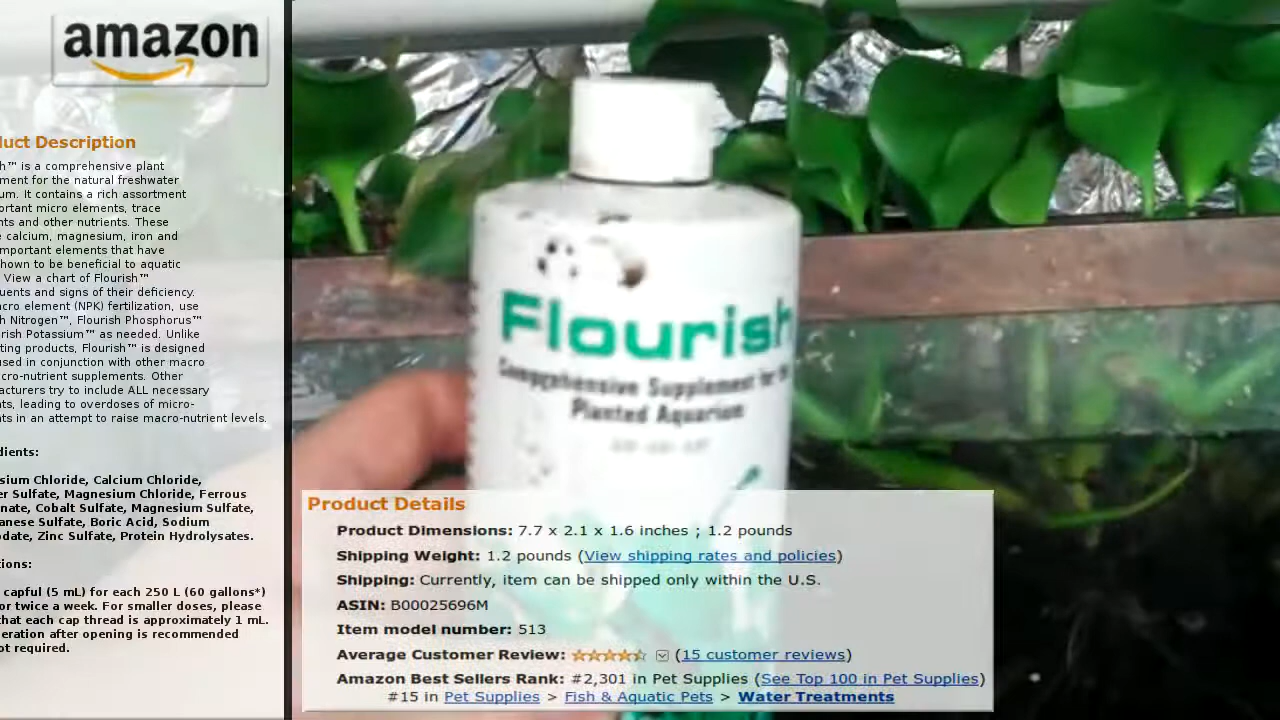 amazon
uct Description
h™ is a comprehensive plant
ment for the natural freshwater
um. It contains a rich assortment
ortant micro elements, trace
nts and other nutrients. These
e calcium, magnesium, iron and
mportant elements that have
hown to be beneficial to aquatic
View a chart of Flourish™
uents and signs of their deficiency.
acro element (NPK) fertilization, use
h Nitrogen™, Flourish Phosphorus™
rish Potassium™ as needed. Unlike
ting products, Flourish™ is designed
used in conjunction with other macro
cro-nutrient supplements. Other
acturers try to include ALL necessary
nts, leading to overdoses of micro-
nts in an attempt to raise macro-nutrient levels.
dients:
sium Chloride, Calcium Chloride,
er Sulfate, Magnesium Chloride, Ferrous
nate, Cobalt Sulfate, Magnesium Sulfate,
anese Sulfate, Boric Acid, Sodium
odate, Zinc Sulfate, Protein Hydrolysates.
tions:
capful (5 mL) for each 250 L (60 gallons*)
or twice a week. For smaller doses, please
that each cap thread is approximately 1 mL.
eration after opening is recommended
ot required.
Flourish
Comprehensive Supplement for the
Planted Aquarium
Product Details
Product Dimensions: 7.7 x 2.1 x 1.6 inches ; 1.2 pounds
Shipping Weight: 1.2 pounds (View shipping rates and policies)
Shipping: Currently, item can be shipped only within the U.S.
ASIN: B00025696M
Item model number: 513
Average Customer Review: (15 customer reviews)
Amazon Best Sellers Rank: #2,301 in Pet Supplies (See Top 100 in Pet Supplies)
#15 in Pet Supplies > Fish & Aquatic Pets > Water Treatments